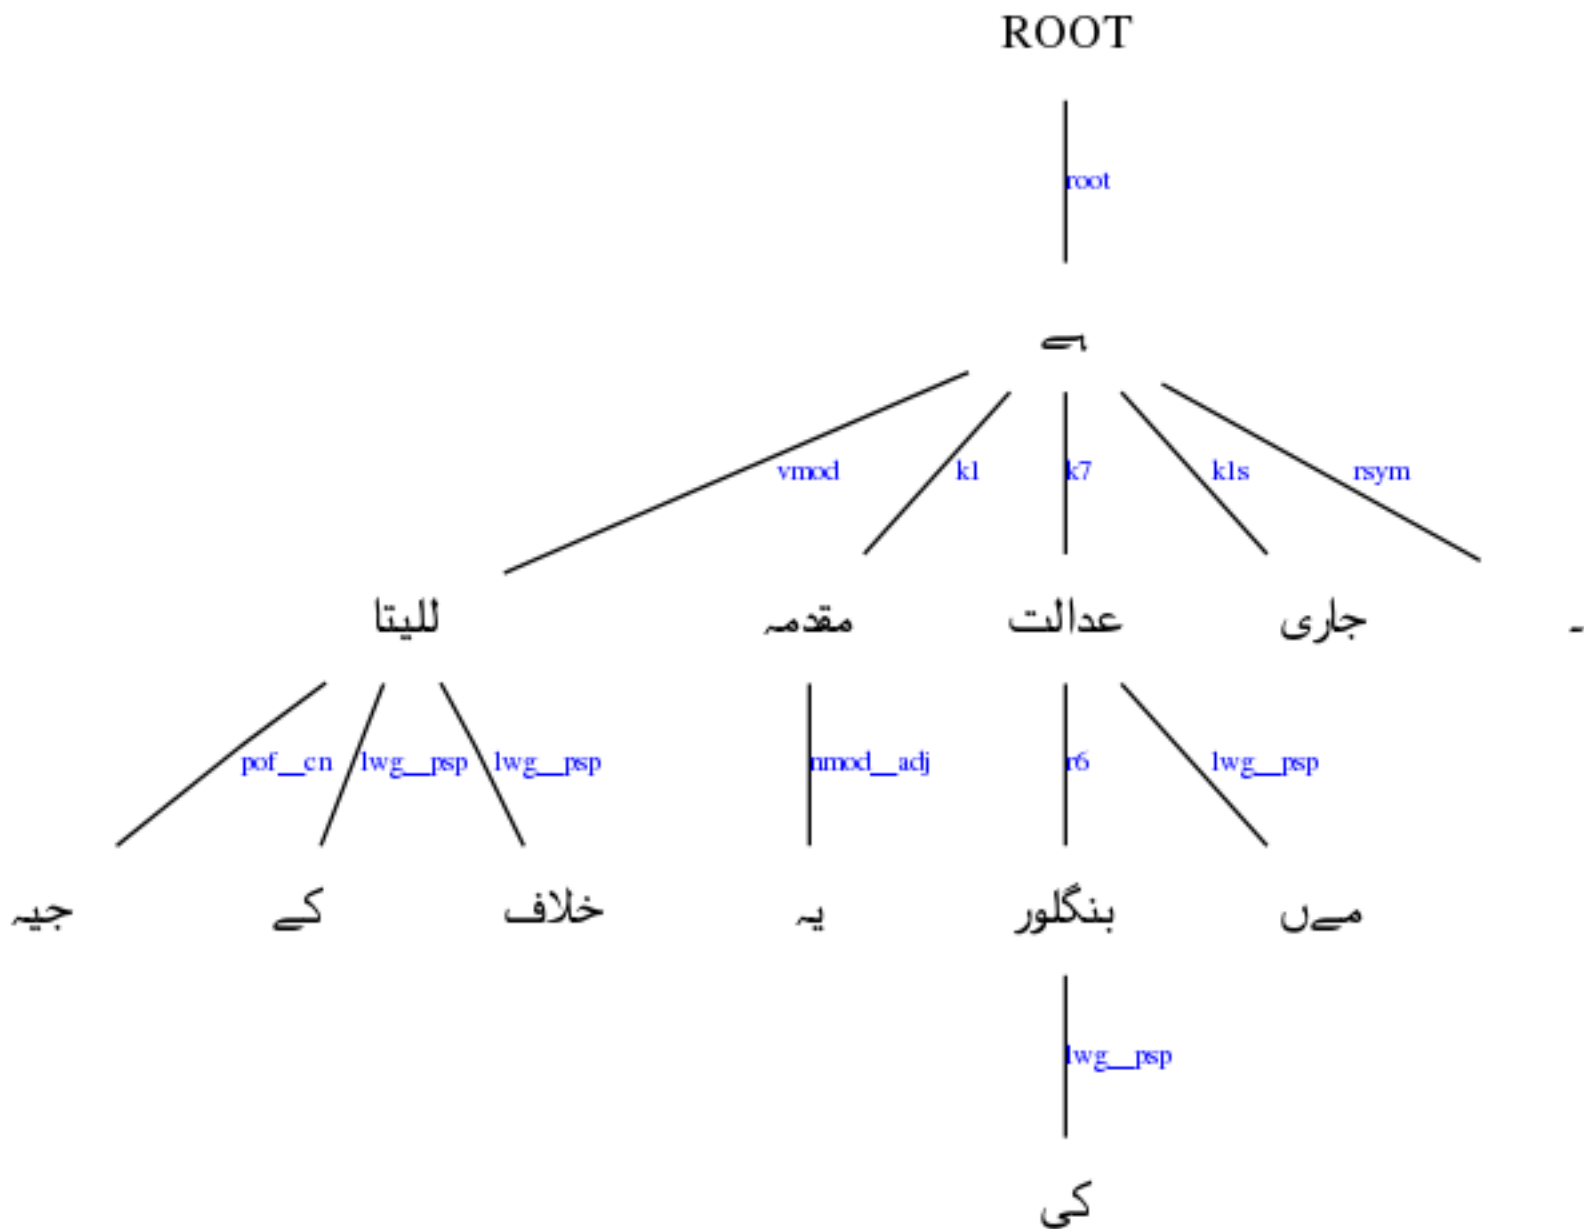 ROOT
root
ہے
vmod k1 k7 k1s rsym
للیتا مقدمہ عدالت جاری ۔
pof__cn lwg__psp lwg__psp nmod__adj r6 lwg__psp
جیہ کے خلاف یہ بنگلور مےں
lwg__psp
کی